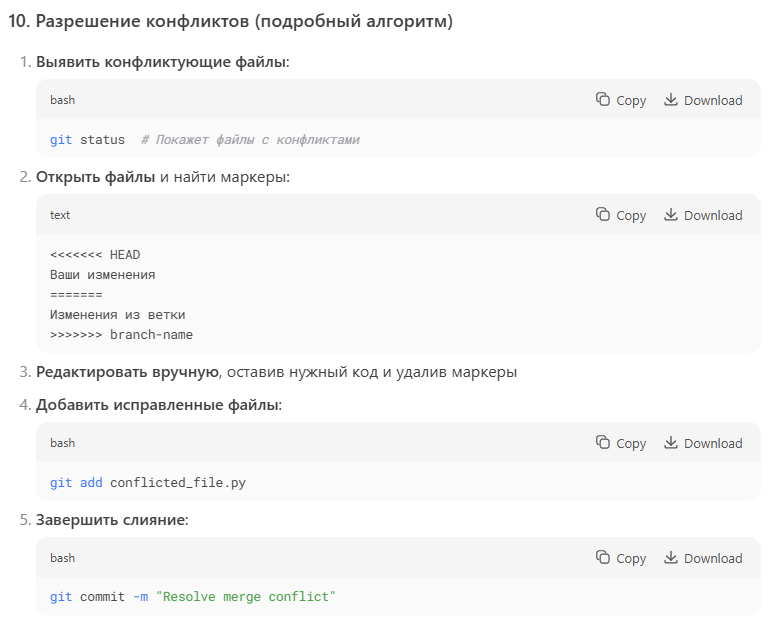 10. Разрешение конфликтов (подробный алгоритм)
1. Выявить конфликтующие файлы:
bash Copy Download
git status # Покажет файлы с конфликтами
2. Открыть файлы и найти маркеры:
text Copy Download
<<<<<<< HEAD
Ваши изменения
=======
Изменения из ветки
>>>>>>> branch-name
3. Редактировать вручную, оставив нужный код и удалив маркеры
4. Добавить исправленные файлы:
bash Copy Download
git add conflicted_file.py
5. Завершить слияние:
bash Copy Download
git commit -m "Resolve merge conflict"